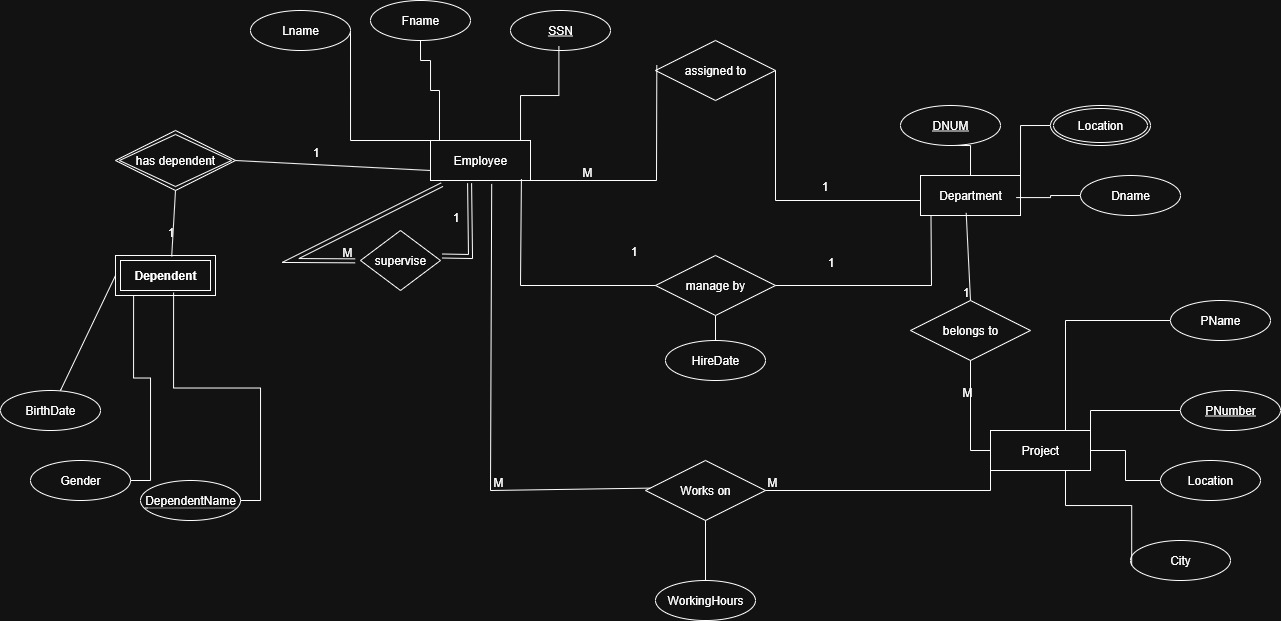 Fname
Lname
SSN
assigned to
DNUM
Location
has dependent
1
Employee
M
1
Department
Dname
1
1
M
supervise
1
1
Dependent
manage by
1
belongs to
PName
HireDate
M
BirthDate
PNumber
Project
Gender
DependentName
M
Works on
M
Location
City
WorkingHours